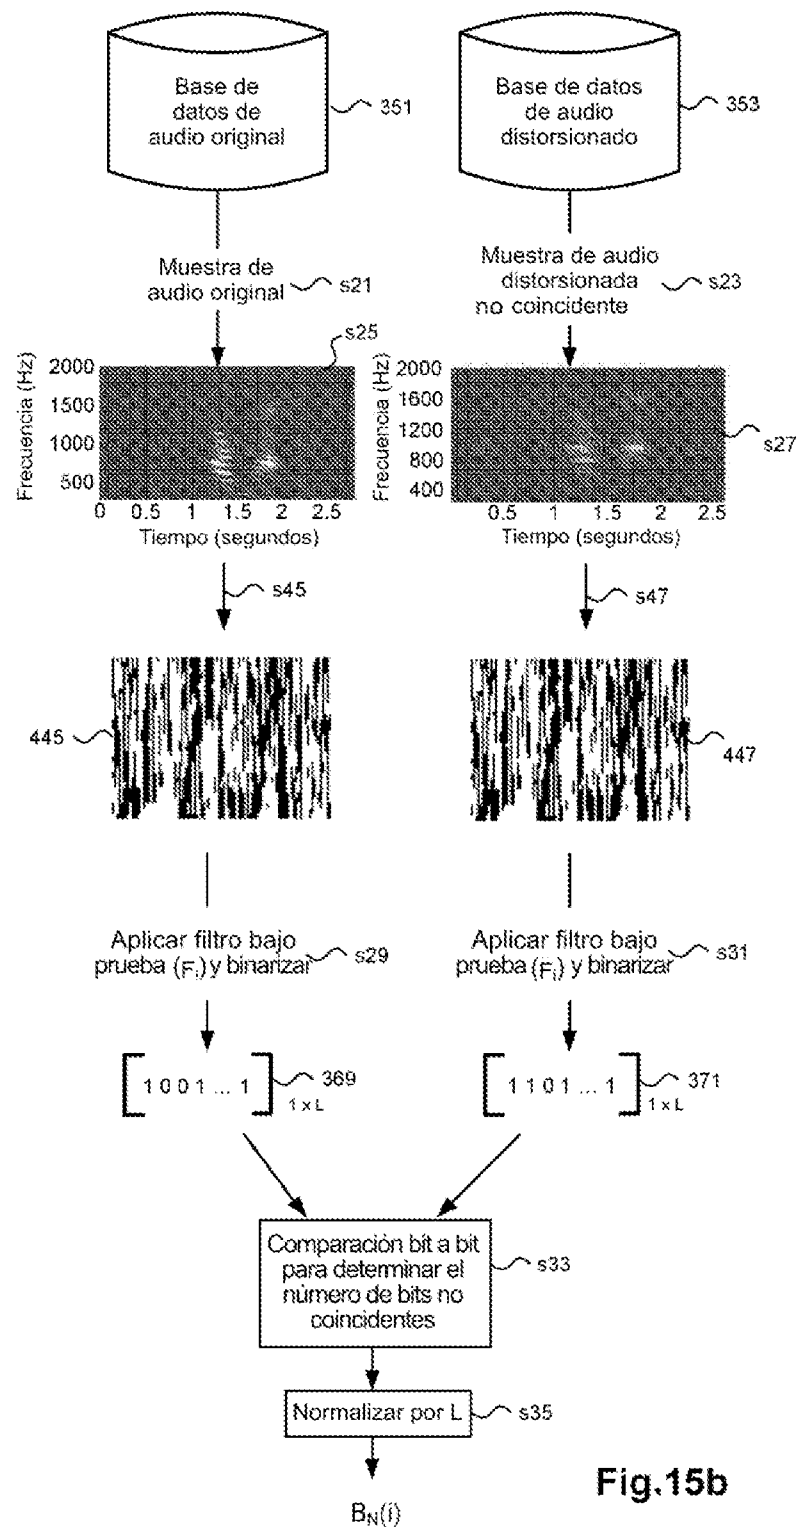 Base de
datos de
audio original
351
Base de datos
de audio
distorsionado
353
Muestra de
audio original
s21
Muestra de audio
distorsionada
no coincidente
s23
s25
Frecuencia (Hz)
2000
1500
1000
500
0 0.5 1 1.5 2 2.5
Tiempo (segundos)
Frecuencia (Hz)
2000
1600
1200
800
400
s27
0.5 1 1.5 2 2.5
Tiempo (segundos)
s45
s47
445
447
Aplicar filtro bajo
prueba (Fi) y binarizar
s29
Aplicar filtro bajo
prueba (Fi) y binarizar
s31
[ 1 0 0 1 ... 1 ] 1 x L
369
[ 1 1 0 1 ... 1 ] 1 x L
371
Comparación bit a bit
para determinar el
número de bits no
coincidentes
s33
Normalizar por L
s35
BN(i)
Fig.15b